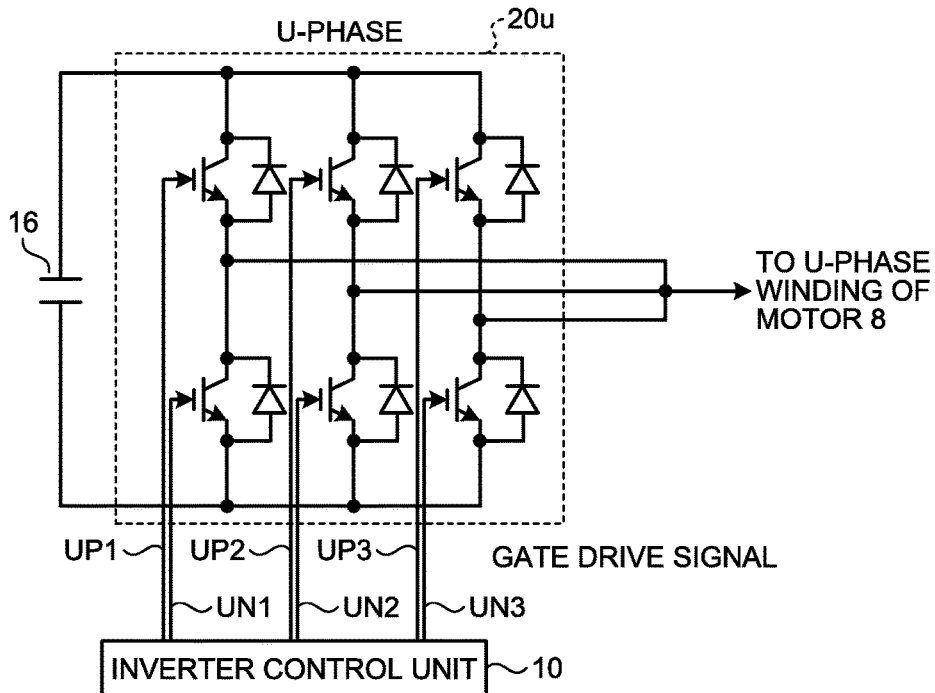 U-PHASE
20u
16
TO U-PHASE
WINDING OF
MOTOR 8
UP1
UP2
UP3
GATE DRIVE SIGNAL
UN1
UN2
UN3
INVERTER CONTROL UNIT
10